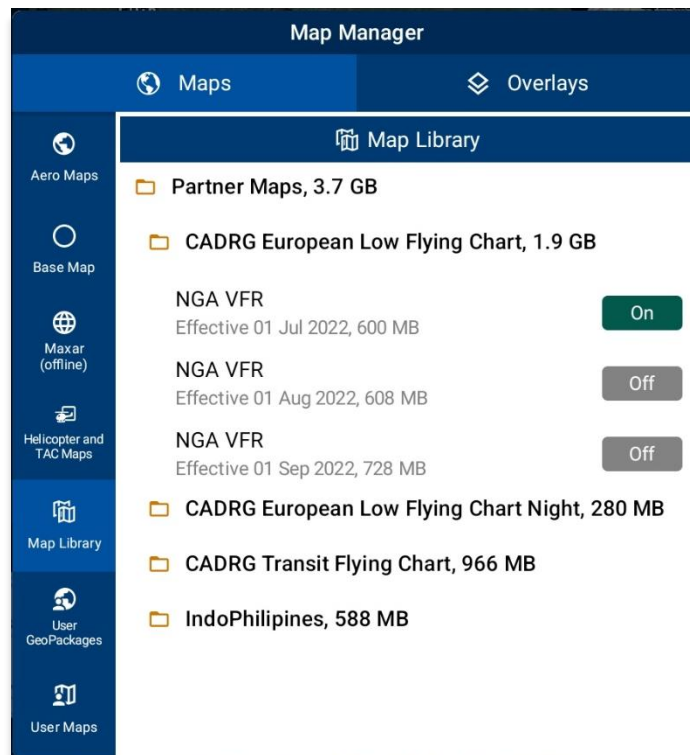 Map Manager
Maps
Overlays
Aero Maps
Base Map
Maxar
(offline)
Helicopter and
TAC Maps
Map Library
User
GeoPackages
User Maps
Map Library
Partner Maps, 3.7 GB
CADRG European Low Flying Chart, 1.9 GB
NGA VFR
Effective 01 Jul 2022, 600 MB
On
NGA VFR
Effective 01 Aug 2022, 608 MB
Off
NGA VFR
Effective 01 Sep 2022, 728 MB
Off
CADRG European Low Flying Chart Night, 280 MB
CADRG Transit Flying Chart, 966 MB
IndoPhilipines, 588 MB